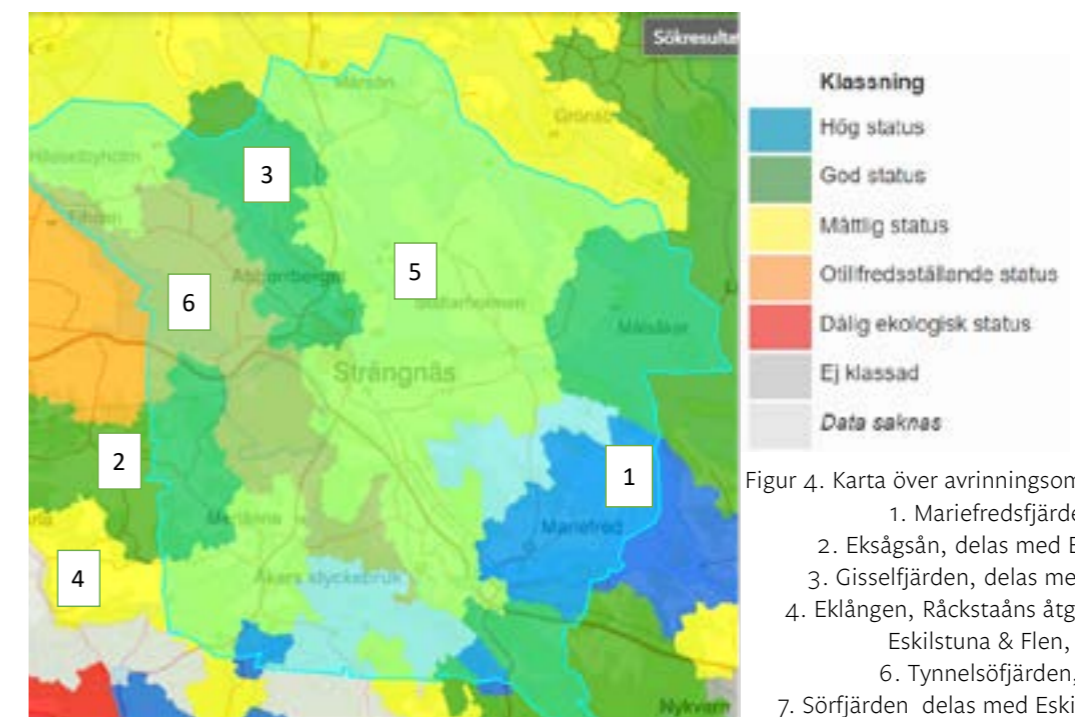 Sökresulta
Strängnäs
Mariefred
Åkers styckebruk
Nykvarn
3
5
6
2
1
4
Klassning
Hög status
God status
Måttlig status
Otillfredsställande status
Dålig ekologisk status
Ej klassad
Data saknas
Figur 4. Karta över avrinningsom
1. Mariefredsfjärde
2. Eksågsån, delas med E
3. Gisselfjärden, delas me
4. Eklången, Råckstaåns åtg
Eskilstuna & Flen,
6. Tynnelsöfjärden,
7. Sörfjärden delas med Eski